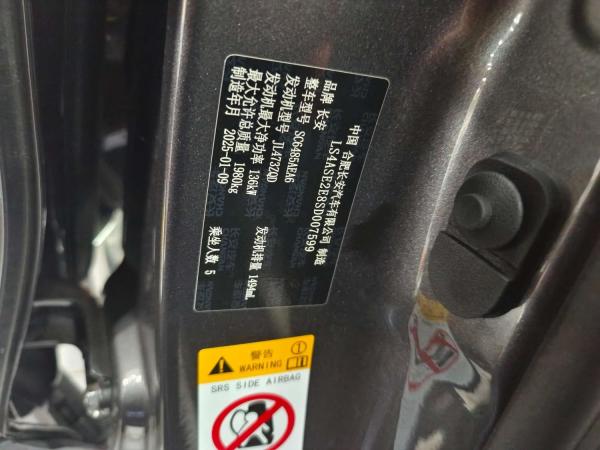 中国 合肥长安汽车有限公司 制造
LS4ASE2E8SD007599
品牌 长安
整车型号 SC6485AEA6
发动机型号 JL473ZQD 发动机排量 1494mL
发动机最大净功率 136kW
最大允许总质量 1980kg 乘坐人数 5
制造年月 2025-01-09
警告
WARNING
SRS SIDE AIRBAG